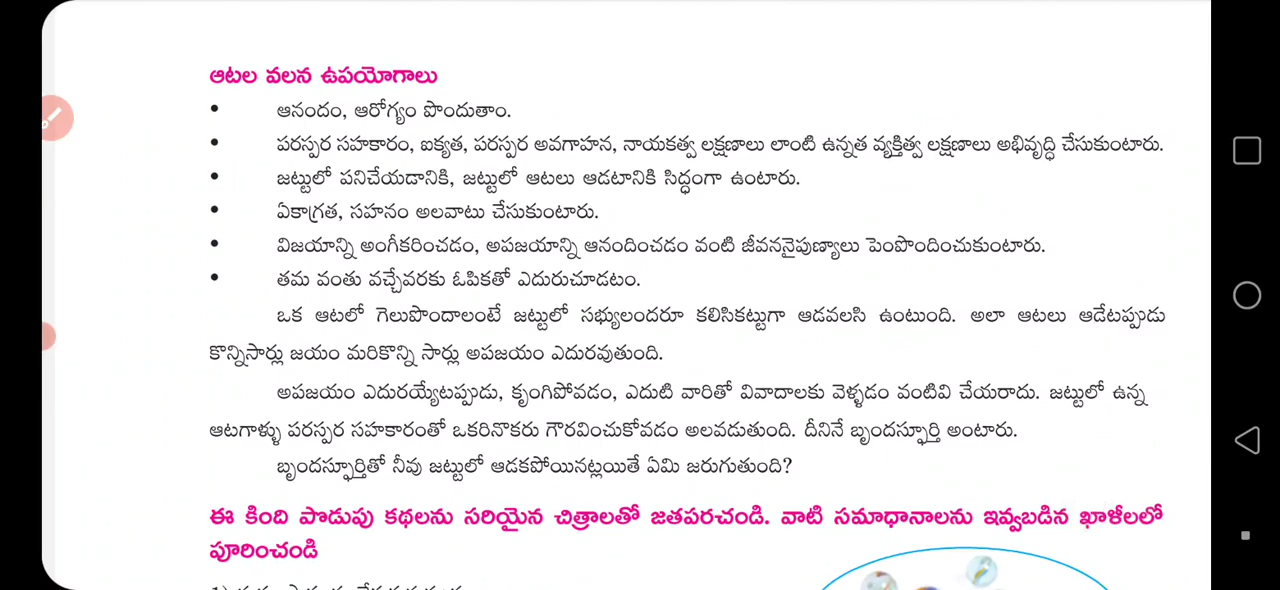 ఆటల వలన ఉపయోగాలు
• ఆనందం, ఆరోగ్యం పొందుతాం.
• పరస్పర సహకారం, ఐక్యత, పరస్పర అవగాహన, నాయకత్వ లక్షణాలు లాంటి ఉన్నత వ్యక్తిత్వ లక్షణాలు అభివృద్ధి చేసుకుంటారు.
• జట్టులో పనిచేయడానికి, జట్టులో ఆటలు ఆడటానికి సిద్ధంగా ఉంటారు.
• ఏకాగ్రత, సహనం అలవాటు చేసుకుంటారు.
• విజయాన్ని అంగీకరించడం, అపజయాన్ని ఆనందించడం వంటి జీవననైపుణ్యాలు పెంపొందించుకుంటారు.
• తమ వంతు వచ్చేవరకు ఓపికతో ఎదురుచూడటం.
ఒక ఆటలో గెలుపొందాలంటే జట్టులో సభ్యులందరూ కలిసికట్టుగా ఆడవలసి ఉంటుంది. అలా ఆటలు ఆడేటప్పుడు
కొన్నిసార్లు జయం మరికొన్ని సార్లు అపజయం ఎదురవుతుంది.
అపజయం ఎదురయ్యేటప్పుడు, కృంగిపోవడం, ఎదుటి వారితో వివాదాలకు వెళ్ళడం వంటివి చేయరాదు. జట్టులో ఉన్న
ఆటగాళ్ళు పరస్పర సహకారంతో ఒకరినొకరు గౌరవించుకోవడం అలవడుతుంది. దీనినే బృందస్ఫూర్తి అంటారు.
బృందస్ఫూర్తితో నీవు జట్టులో ఆడకపోయినట్లయితే ఏమి జరుగుతుంది?
ఈ కింది పొడుపు కథలను సరియైన చిత్రాలతో జతపరచండి. వాటి సమాధానాలను ఇవ్వబడిన ఖాళీలలో
పూరించండి